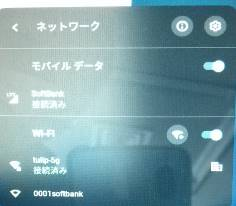 ネットワーク
モバイル データ
LTE
SoftBank
接続済み
Wi-Fi
tulip-5g
接続済み
0001softbank